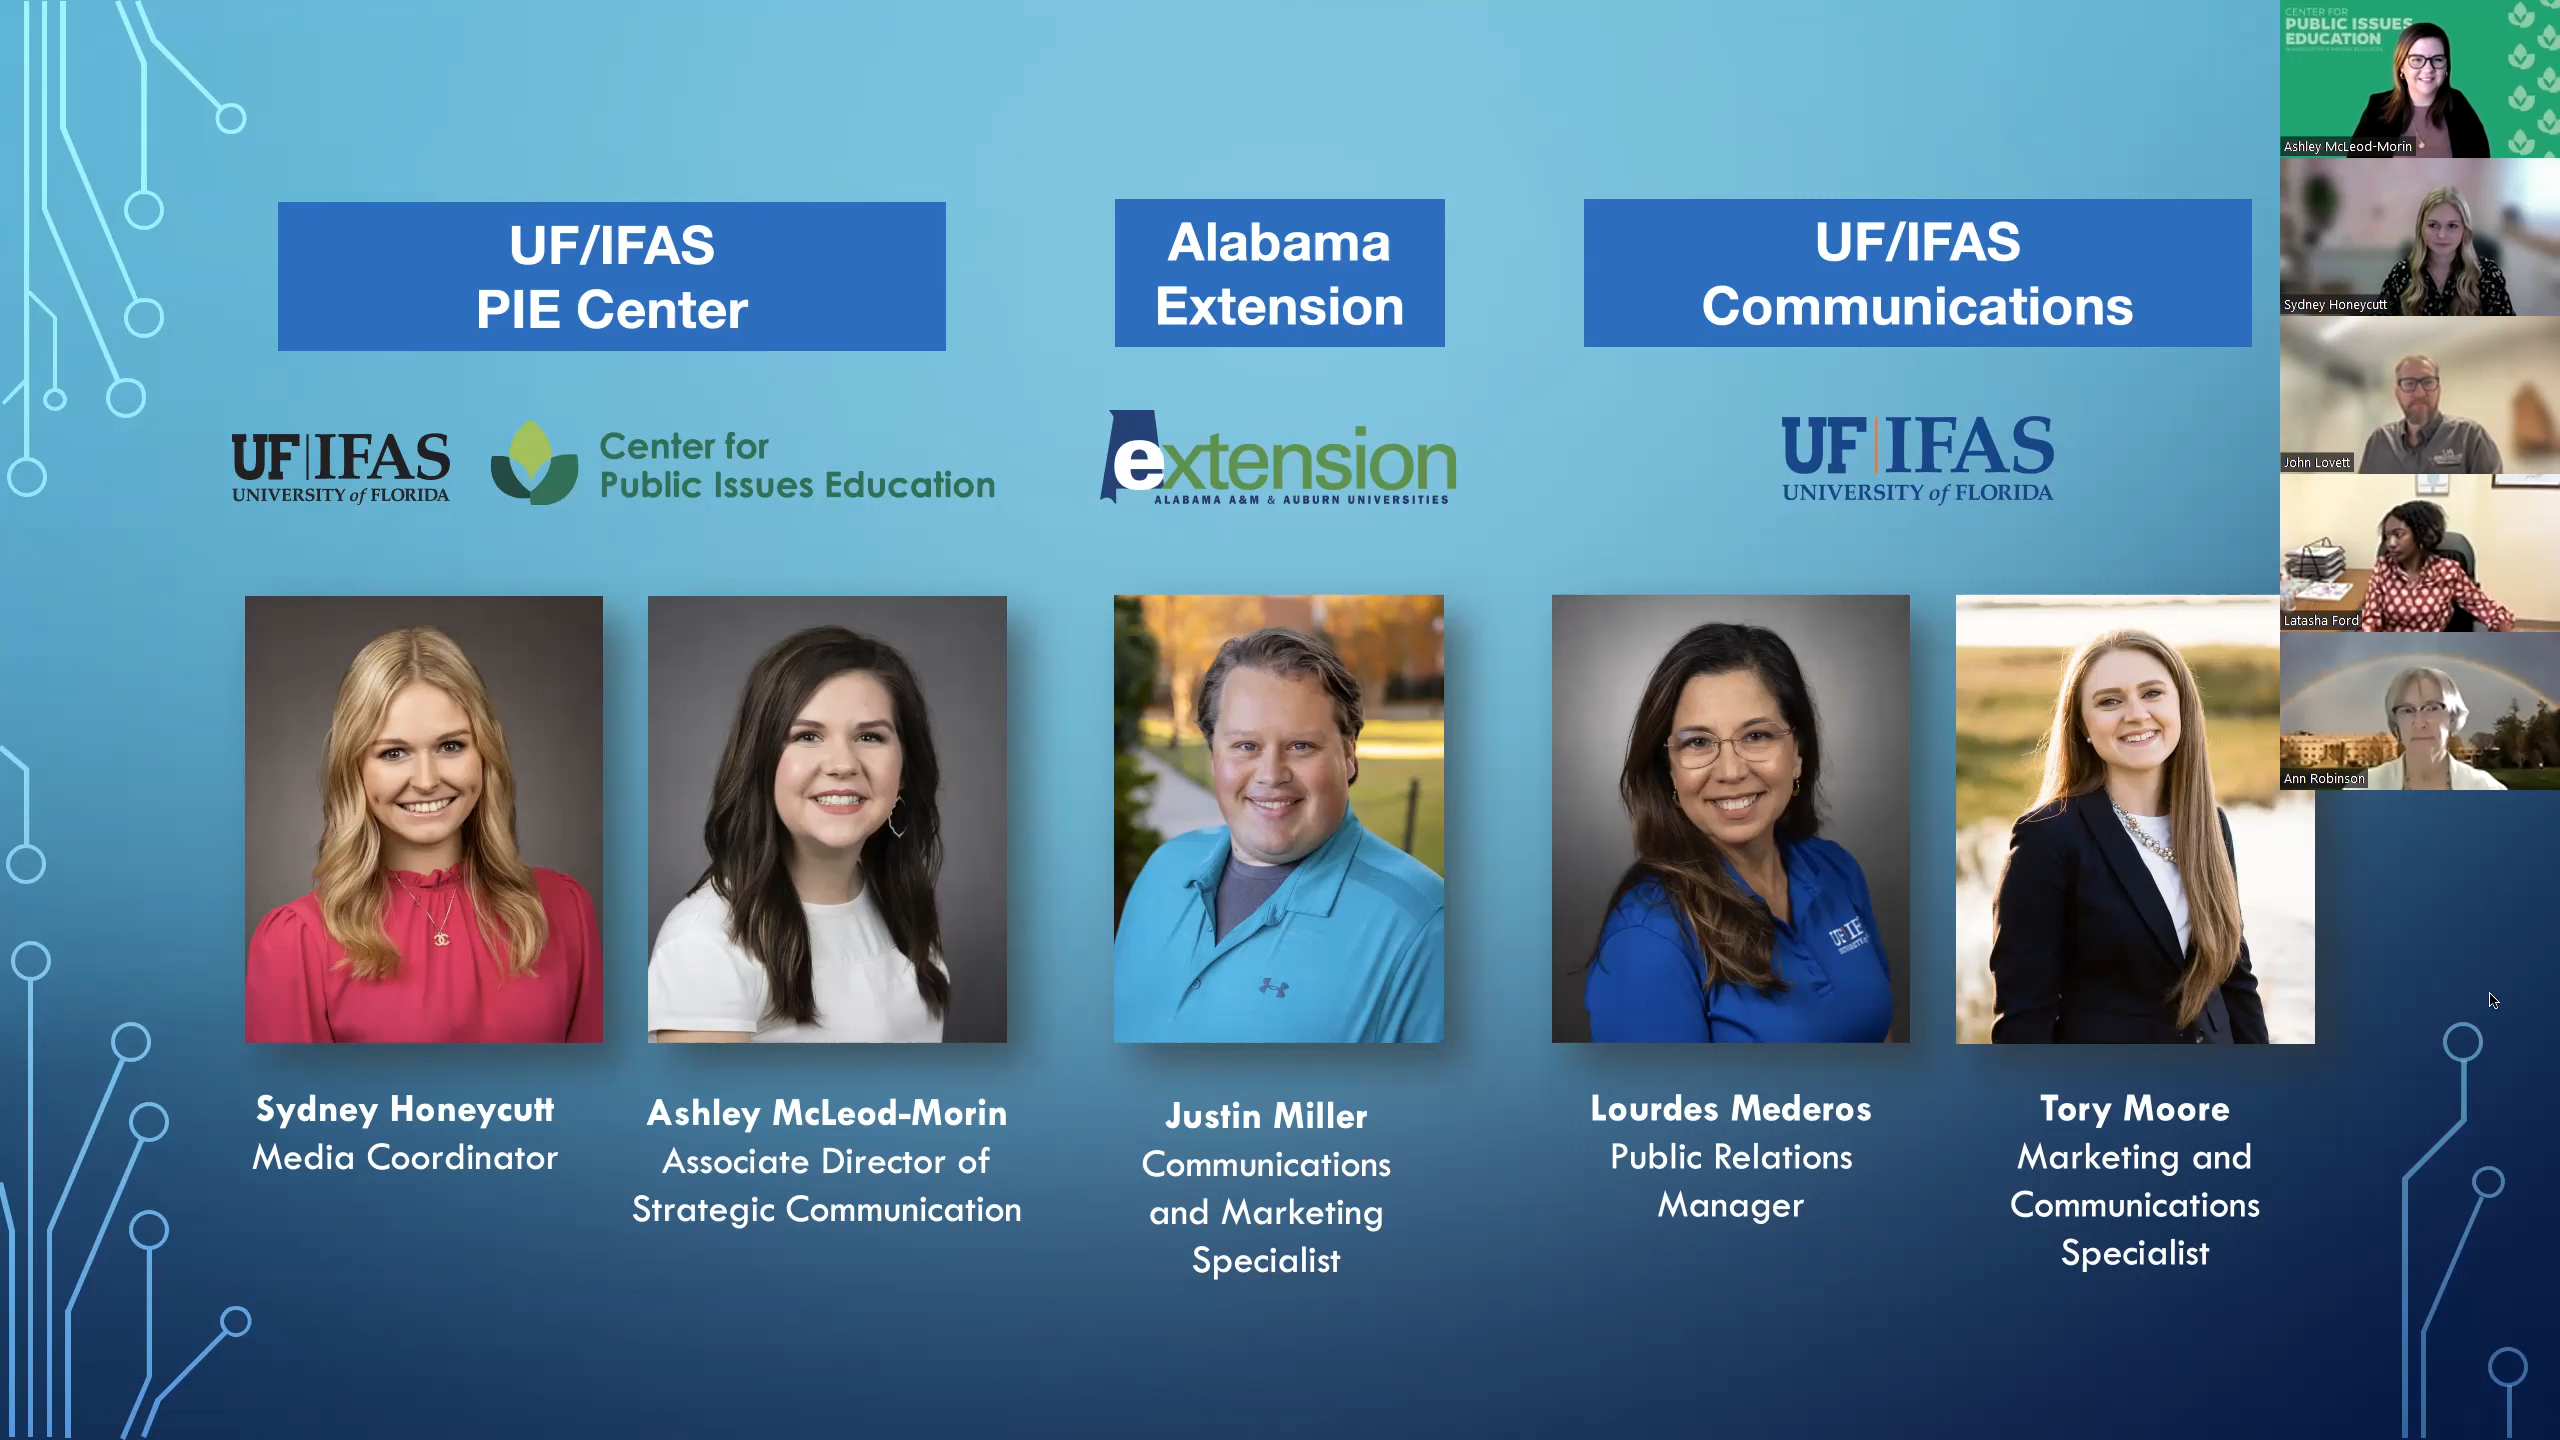 UF/IFAS
PIE Center
Alabama
Extension
UF/IFAS
Communications
UF|IFAS
UNIVERSITY of FLORIDA
Center for
Public Issues Education
extension
ALABAMA A&M & AUBURN UNIVERSITIES
UF|IFAS
UNIVERSITY of FLORIDA
UF|IF
Sydney Honeycutt
Media Coordinator
Ashley McLeod-Morin
Associate Director of
Strategic Communication
Justin Miller
Communications
and Marketing
Specialist
Lourdes Mederos
Public Relations
Manager
Tory Moore
Marketing and
Communications
Specialist
CENTER FOR
PUBLIC ISSUES
EDUCATION
Ashley McLeod-Morin
Sydney Honeycutt
John Lovett
Latasha Ford
Ann Robinson